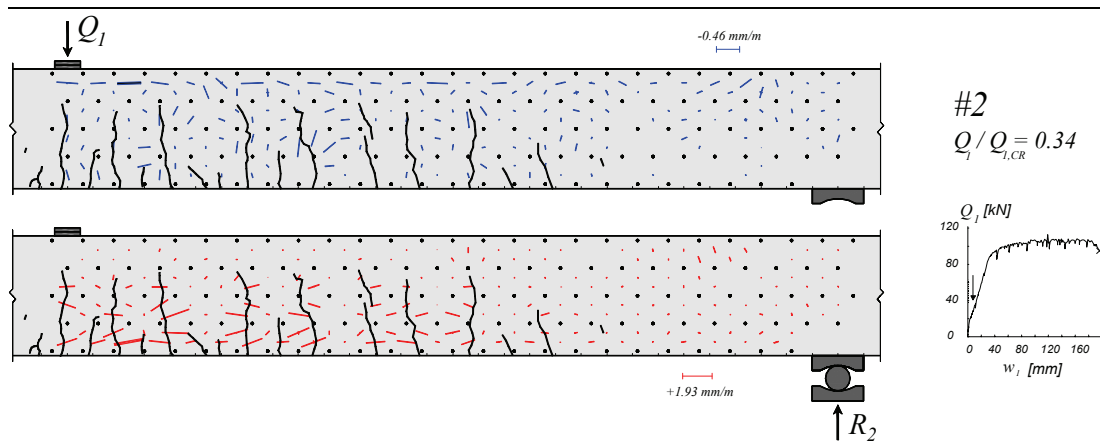 Q1
-0.46 mm/m
#2
Q1 / Q1,CR = 0.34
Q1 [kN]
120
80
40
0
0 40 80 120 160
w1 [mm]
+1.93 mm/m
R2